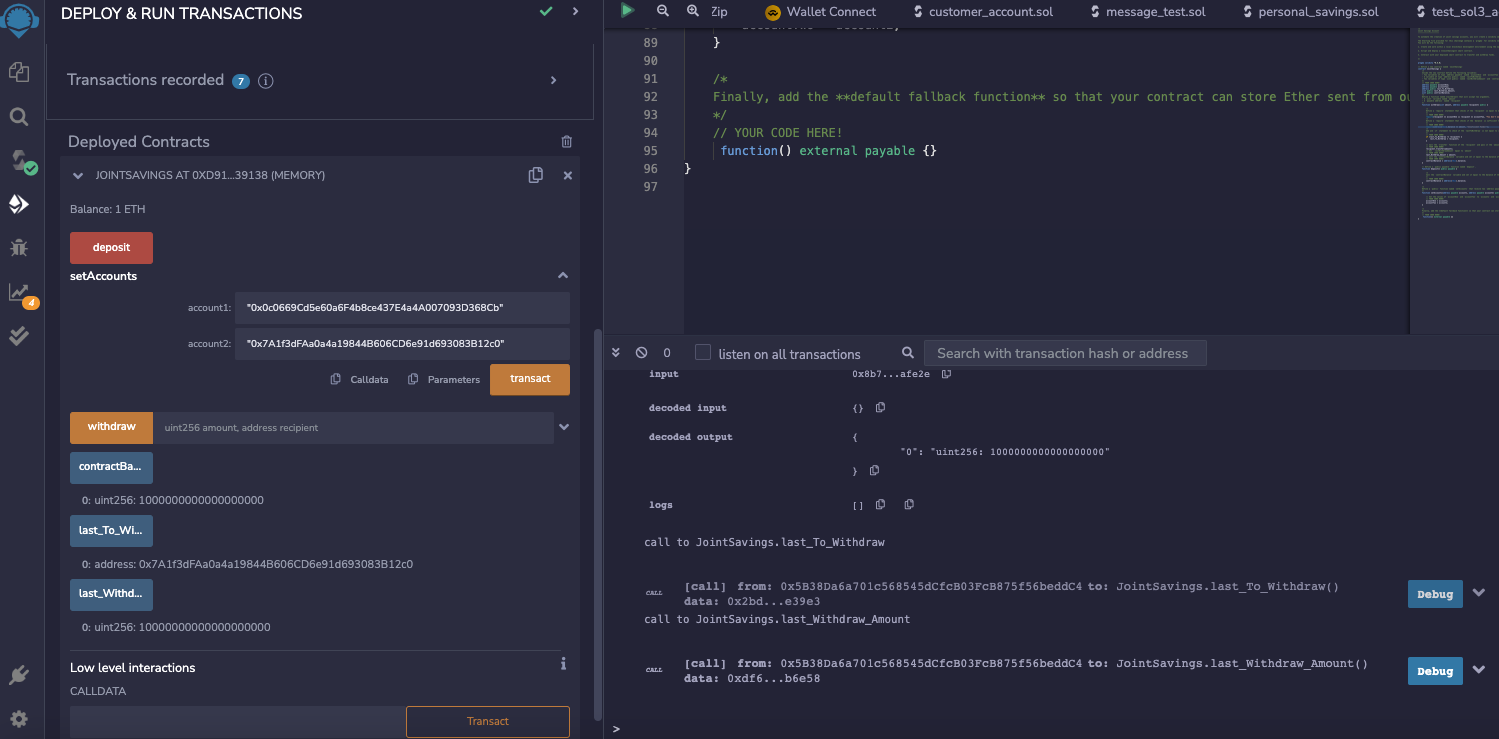 DEPLOY & RUN TRANSACTIONS
Transactions recorded 7 i
Deployed Contracts
JOINTSAVINGS AT 0XD91...39138 (MEMORY)
Balance: 1 ETH
deposit
setAccounts
account1: "0x0c0669Cd5e60a6F4b8ce437E4a4A007093D368Cb"
account2: "0x7A1f3dFAa0a4a19844B606CD6e91d693083B12c0"
Calldata Parameters transact
withdraw uint256 amount, address recipient
contractBa...
0: uint256: 1000000000000000000
last_To_Wi...
0: address: 0x7A1f3dFAa0a4a19844B606CD6e91d693083B12c0
last_Withd...
0: uint256: 10000000000000000000
Low level interactions i
CALLDATA
Transact
4
Zip Wallet Connect customer_account.sol message_test.sol personal_savings.sol test_sol3_a
89 }
90
91 /*
92 Finally, add the **default fallback function** so that your contract can store Ether sent from ou
93 */
94 // YOUR CODE HERE!
95 function() external payable {}
96 }
97
0 listen on all transactions Search with transaction hash or address
input 0x8b7...afe2e
decoded input {}
decoded output {
"0": "uint256: 1000000000000000000"
}
logs []
call to JointSavings.last_To_Withdraw
CALL [call] from: 0x5B38Da6a701c568545dCfcB03FcB875f56beddC4 to: JointSavings.last_To_Withdraw() Debug
data: 0x2bd...e39e3
call to JointSavings.last_Withdraw_Amount
CALL [call] from: 0x5B38Da6a701c568545dCfcB03FcB875f56beddC4 to: JointSavings.last_Withdraw_Amount() Debug
data: 0xdf6...b6e58
>